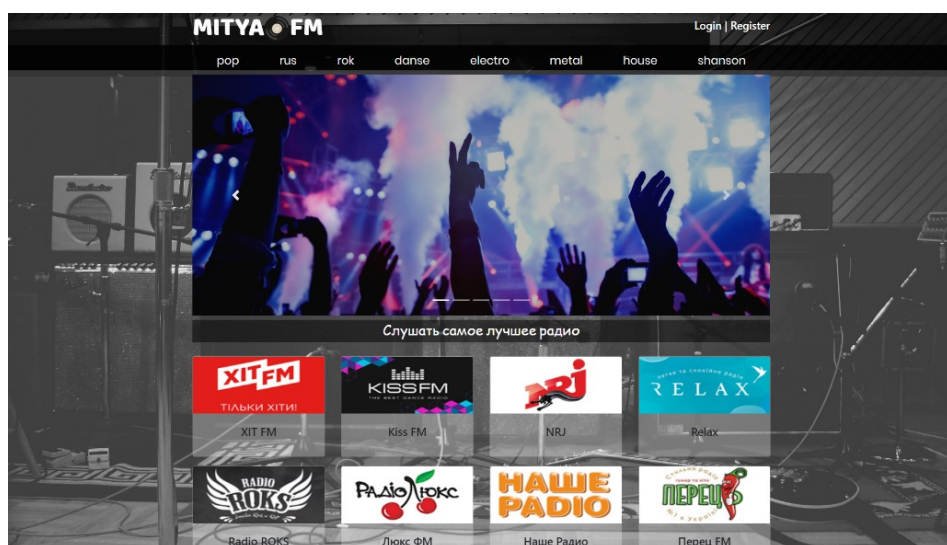 MITYA FM
Login | Register
pop rus rok danse electro metal house shanson
Слушать самое лучшее радио
ХІТ FM
ТІЛЬКИ ХІТИ!
KISS FM
THE BEST DANCE RADIO
NRJ
RELAX
XIT FM
Kiss FM
NRJ
Relax
RADIO
ROKS
РАДІО ЛЮКС
НАШЕ
РАДІО
ПЕРЕЦЬ
Radio ROKS
Люкс ФМ
Наше Радио
Перец FM